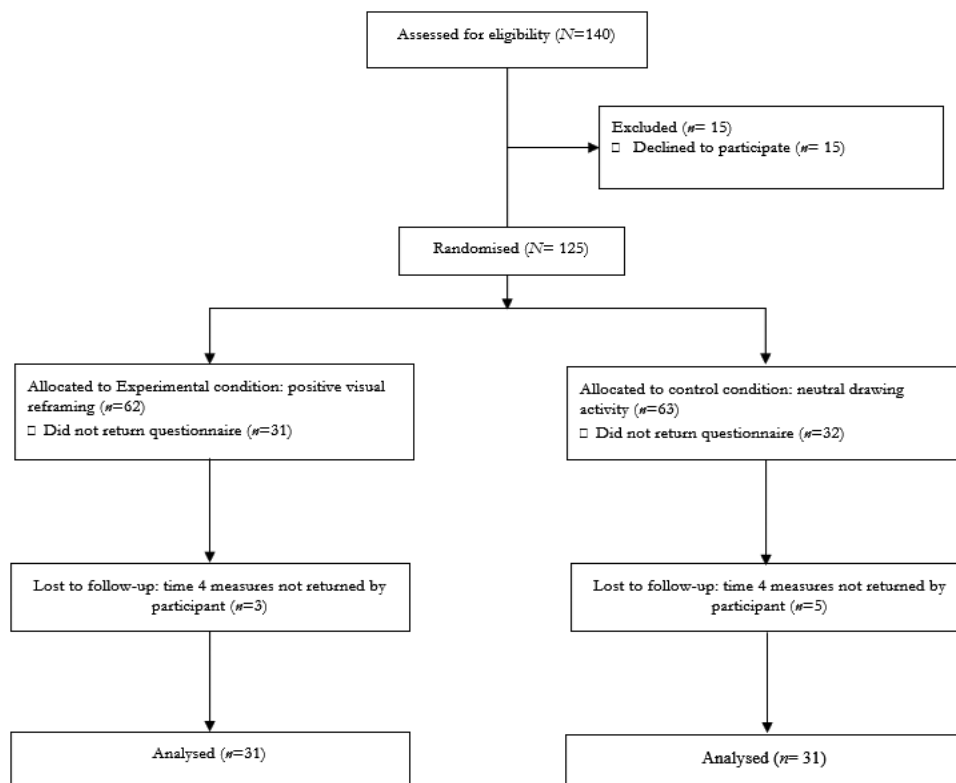 Assessed for eligibility (N=140)
Excluded (n= 15)
□ Declined to participate (n= 15)
Randomised (N= 125)
Allocated to Experimental condition: positive visual
reframing (n=62)
□ Did not return questionnaire (n=31)
Allocated to control condition: neutral drawing
activity (n=63)
□ Did not return questionnaire (n=32)
Lost to follow-up: time 4 measures not returned by
participant (n=3)
Lost to follow-up: time 4 measures not returned by
participant (n=5)
Analysed (n=31)
Analysed (n= 31)